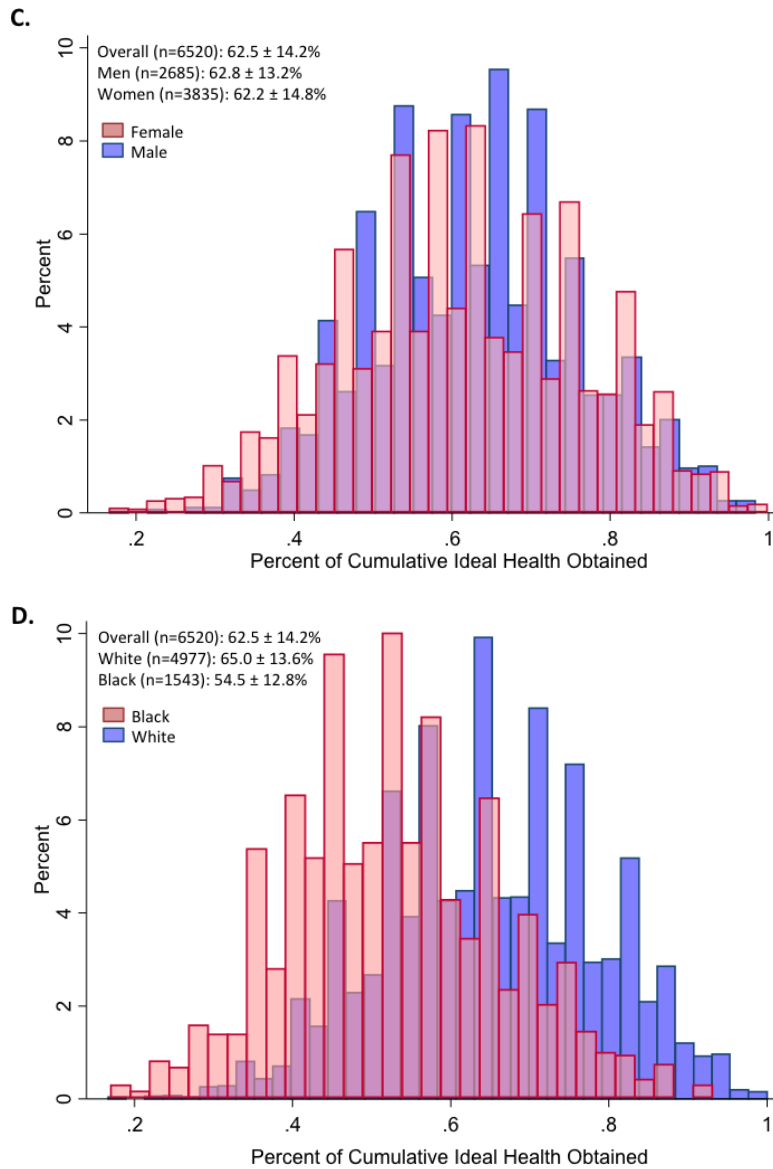 C.
Overall (n=6520): 62.5 ± 14.2%
Men (n=2685): 62.8 ± 13.2%
Women (n=3835): 62.2 ± 14.8%
Female
Male
10
8
6
4
2
0
Percent
.2 .4 .6 .8 1
Percent of Cumulative Ideal Health Obtained
D.
Overall (n=6520): 62.5 ± 14.2%
White (n=4977): 65.0 ± 13.6%
Black (n=1543): 54.5 ± 12.8%
Black
White
10
8
6
4
2
0
Percent
.2 .4 .6 .8 1
Percent of Cumulative Ideal Health Obtained